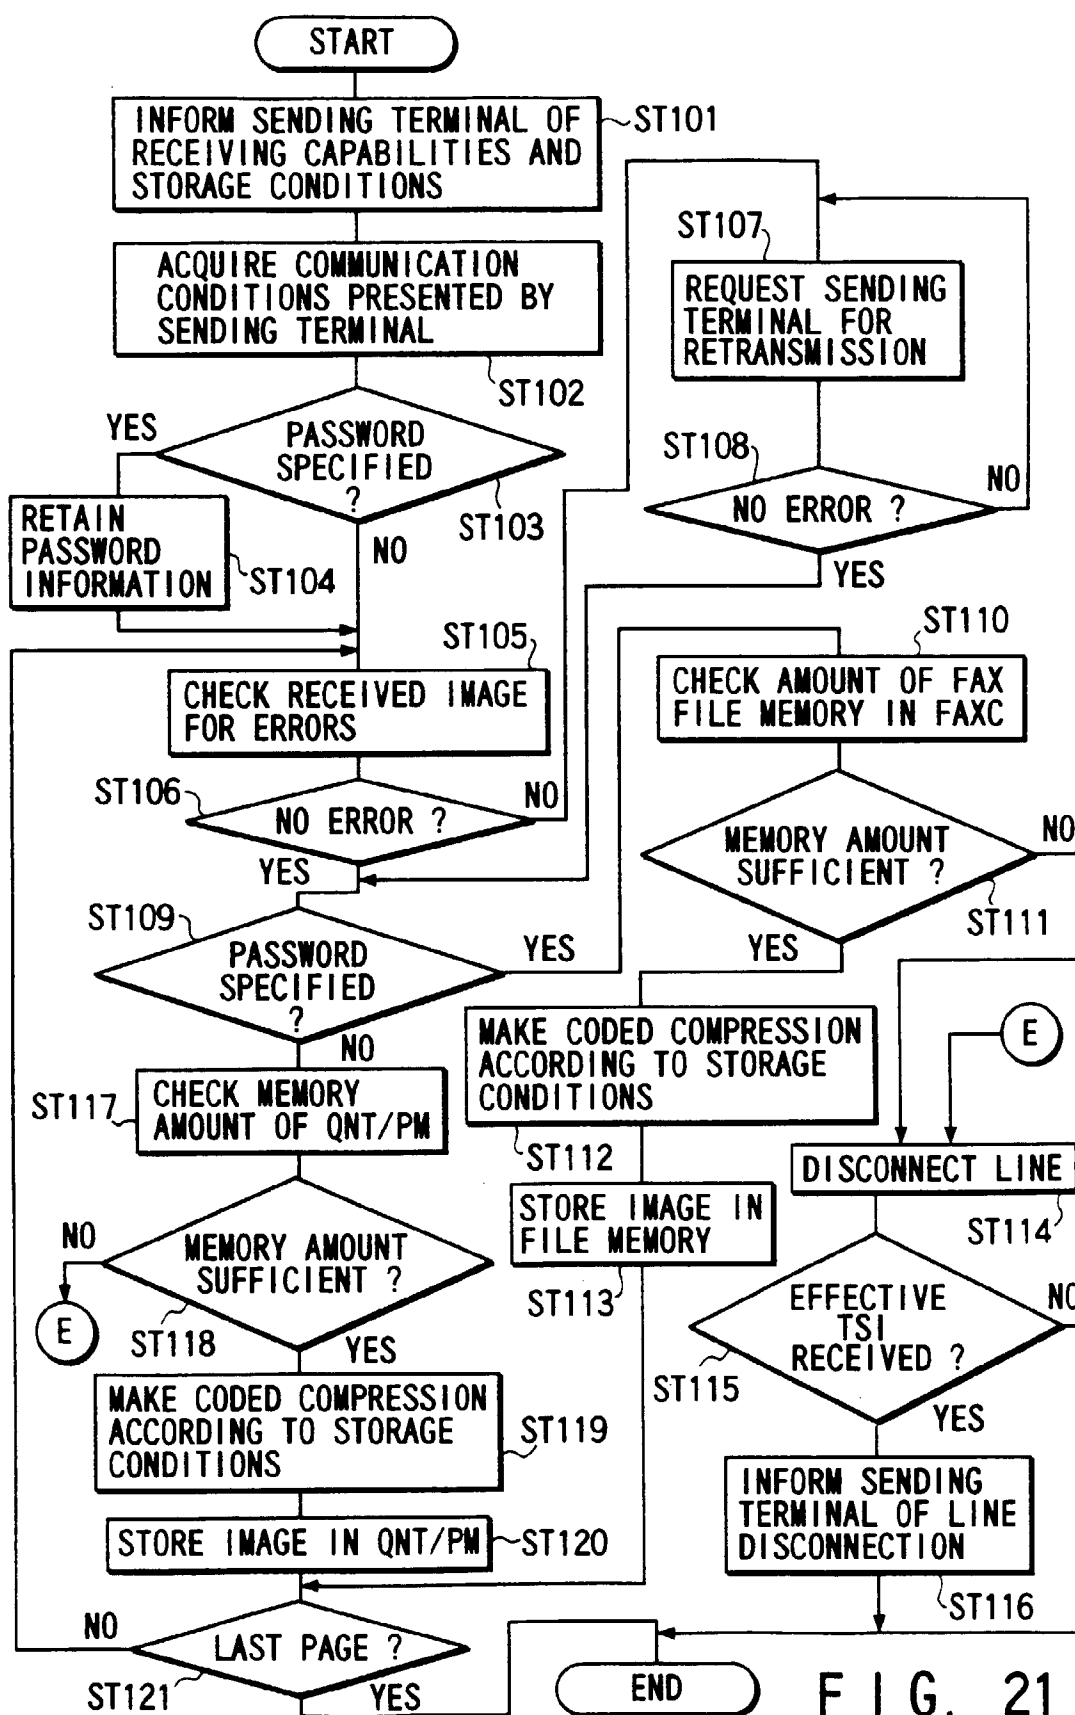 START
INFORM SENDING TERMINAL OF
RECEIVING CAPABILITIES AND
STORAGE CONDITIONS
ST101
ACQUIRE COMMUNICATION
CONDITIONS PRESENTED BY
SENDING TERMINAL
ST102
YES
PASSWORD
SPECIFIED
?
ST103
NO
RETAIN
PASSWORD
INFORMATION
ST104
ST105
CHECK RECEIVED IMAGE
FOR ERRORS
ST106
NO ERROR ?
NO
YES
ST107
REQUEST SENDING
TERMINAL FOR
RETRANSMISSION
ST108
NO ERROR ?
NO
YES
ST109
PASSWORD
SPECIFIED
?
YES
NO
ST110
CHECK AMOUNT OF FAX
FILE MEMORY IN FAXC
MEMORY AMOUNT
SUFFICIENT ?
NO
ST111
YES
MAKE CODED COMPRESSION
ACCORDING TO STORAGE
CONDITIONS
ST112
STORE IMAGE IN
FILE MEMORY
ST113
E
DISCONNECT LINE
ST114
EFFECTIVE
TSI
RECEIVED ?
NO
ST115
YES
INFORM SENDING
TERMINAL OF LINE
DISCONNECTION
ST116
ST117
CHECK MEMORY
AMOUNT OF QNT/PM
NO
MEMORY AMOUNT
SUFFICIENT ?
E
ST118
YES
MAKE CODED COMPRESSION
ACCORDING TO STORAGE
CONDITIONS
ST119
STORE IMAGE IN QNT/PM
ST120
NO
LAST PAGE ?
ST121
YES
END
FIG. 21